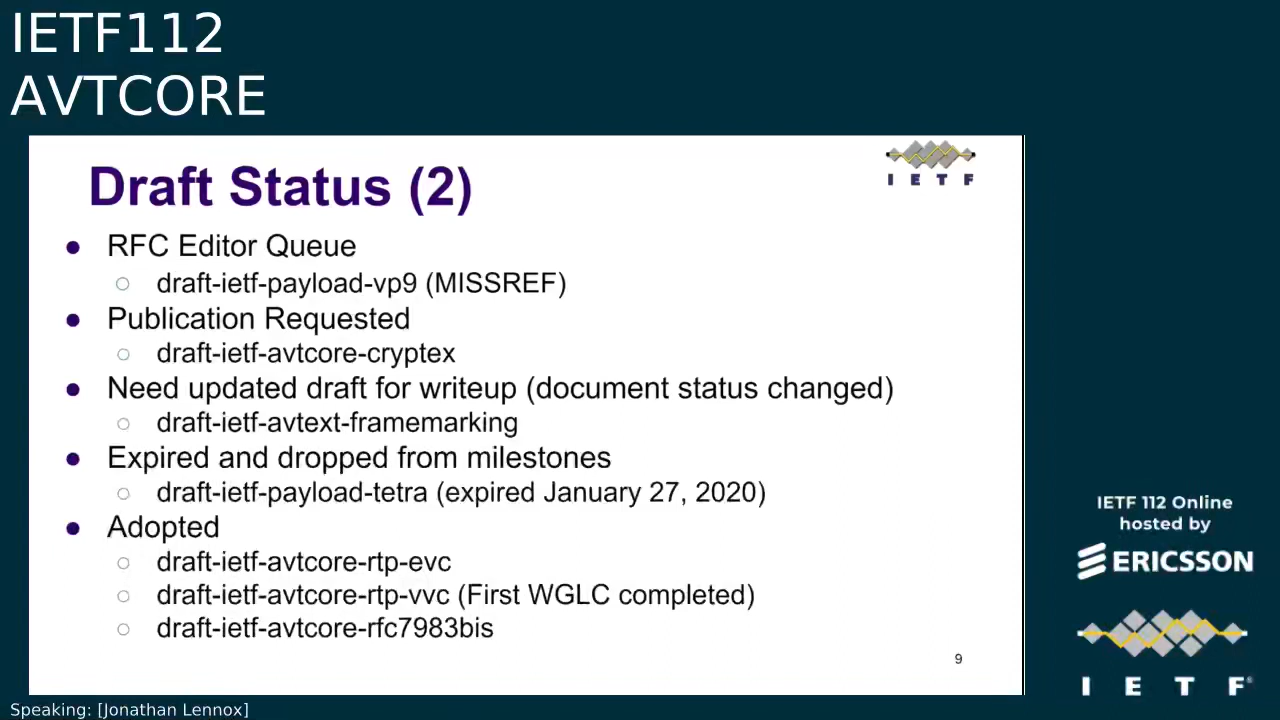 IETF112
AVTCORE
I E T F
Draft Status (2)
● RFC Editor Queue
○ draft-ietf-payload-vp9 (MISSREF)
● Publication Requested
○ draft-ietf-avtcore-cryptex
● Need updated draft for writeup (document status changed)
○ draft-ietf-avtext-framemarking
● Expired and dropped from milestones
○ draft-ietf-payload-tetra (expired January 27, 2020)
● Adopted
○ draft-ietf-avtcore-rtp-evc
○ draft-ietf-avtcore-rtp-vvc (First WGLC completed)
○ draft-ietf-avtcore-rfc7983bis
9
IETF 112 Online
hosted by
ERICSSON
I E T F®
Speaking: [Jonathan Lennox]